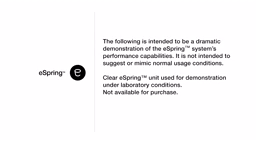 The following is intended to be a dramatic
demonstration of the eSpring™ system's
performance capabilities. It is not intended to
suggest or mimic normal usage conditions.
eSpring™
Clear eSpring™ unit used for demonstration
under laboratory conditions.
Not available for purchase.